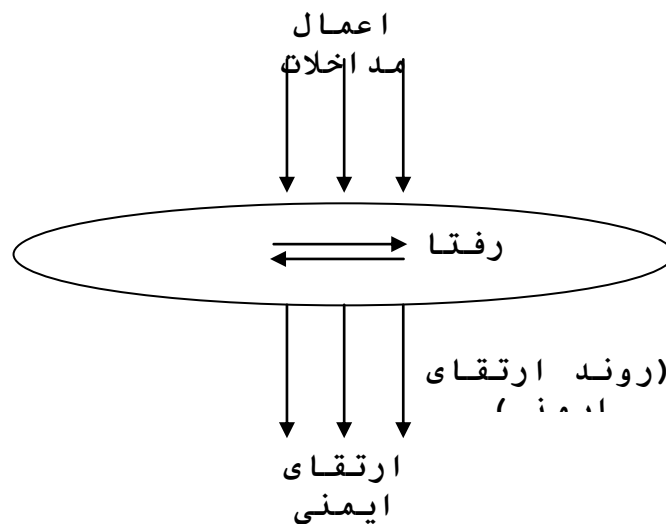 اعمال
مداخلات
رفتا
(روند ارتقای
ارتقای
ایمنی